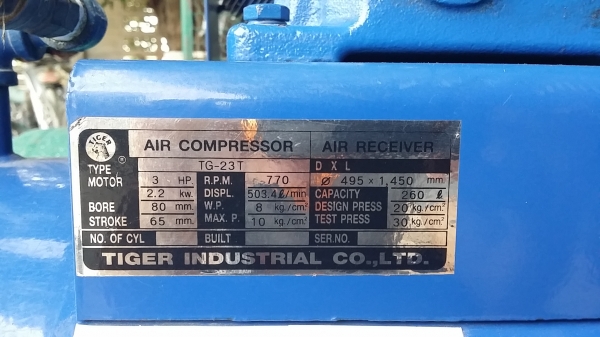 TIGER
®
AIR COMPRESSOR AIR RECEIVER
TYPE TG-23T D X L
MOTOR 3 HP. R.P.M. 770 Ø 495 x 1,450 mm.
2.2 kw. DISPL. 503.4ℓ/min CAPACITY 260 ℓ
BORE 80 mm. W.P. 8 kg./cm² DESIGN PRESS 20 kg./cm²
STROKE 65 mm. MAX. P. 10 kg./cm² TEST PRESS 30 kg./cm²
NO. OF CYL BUILT SER.NO.
TIGER INDUSTRIAL CO.,LTD.